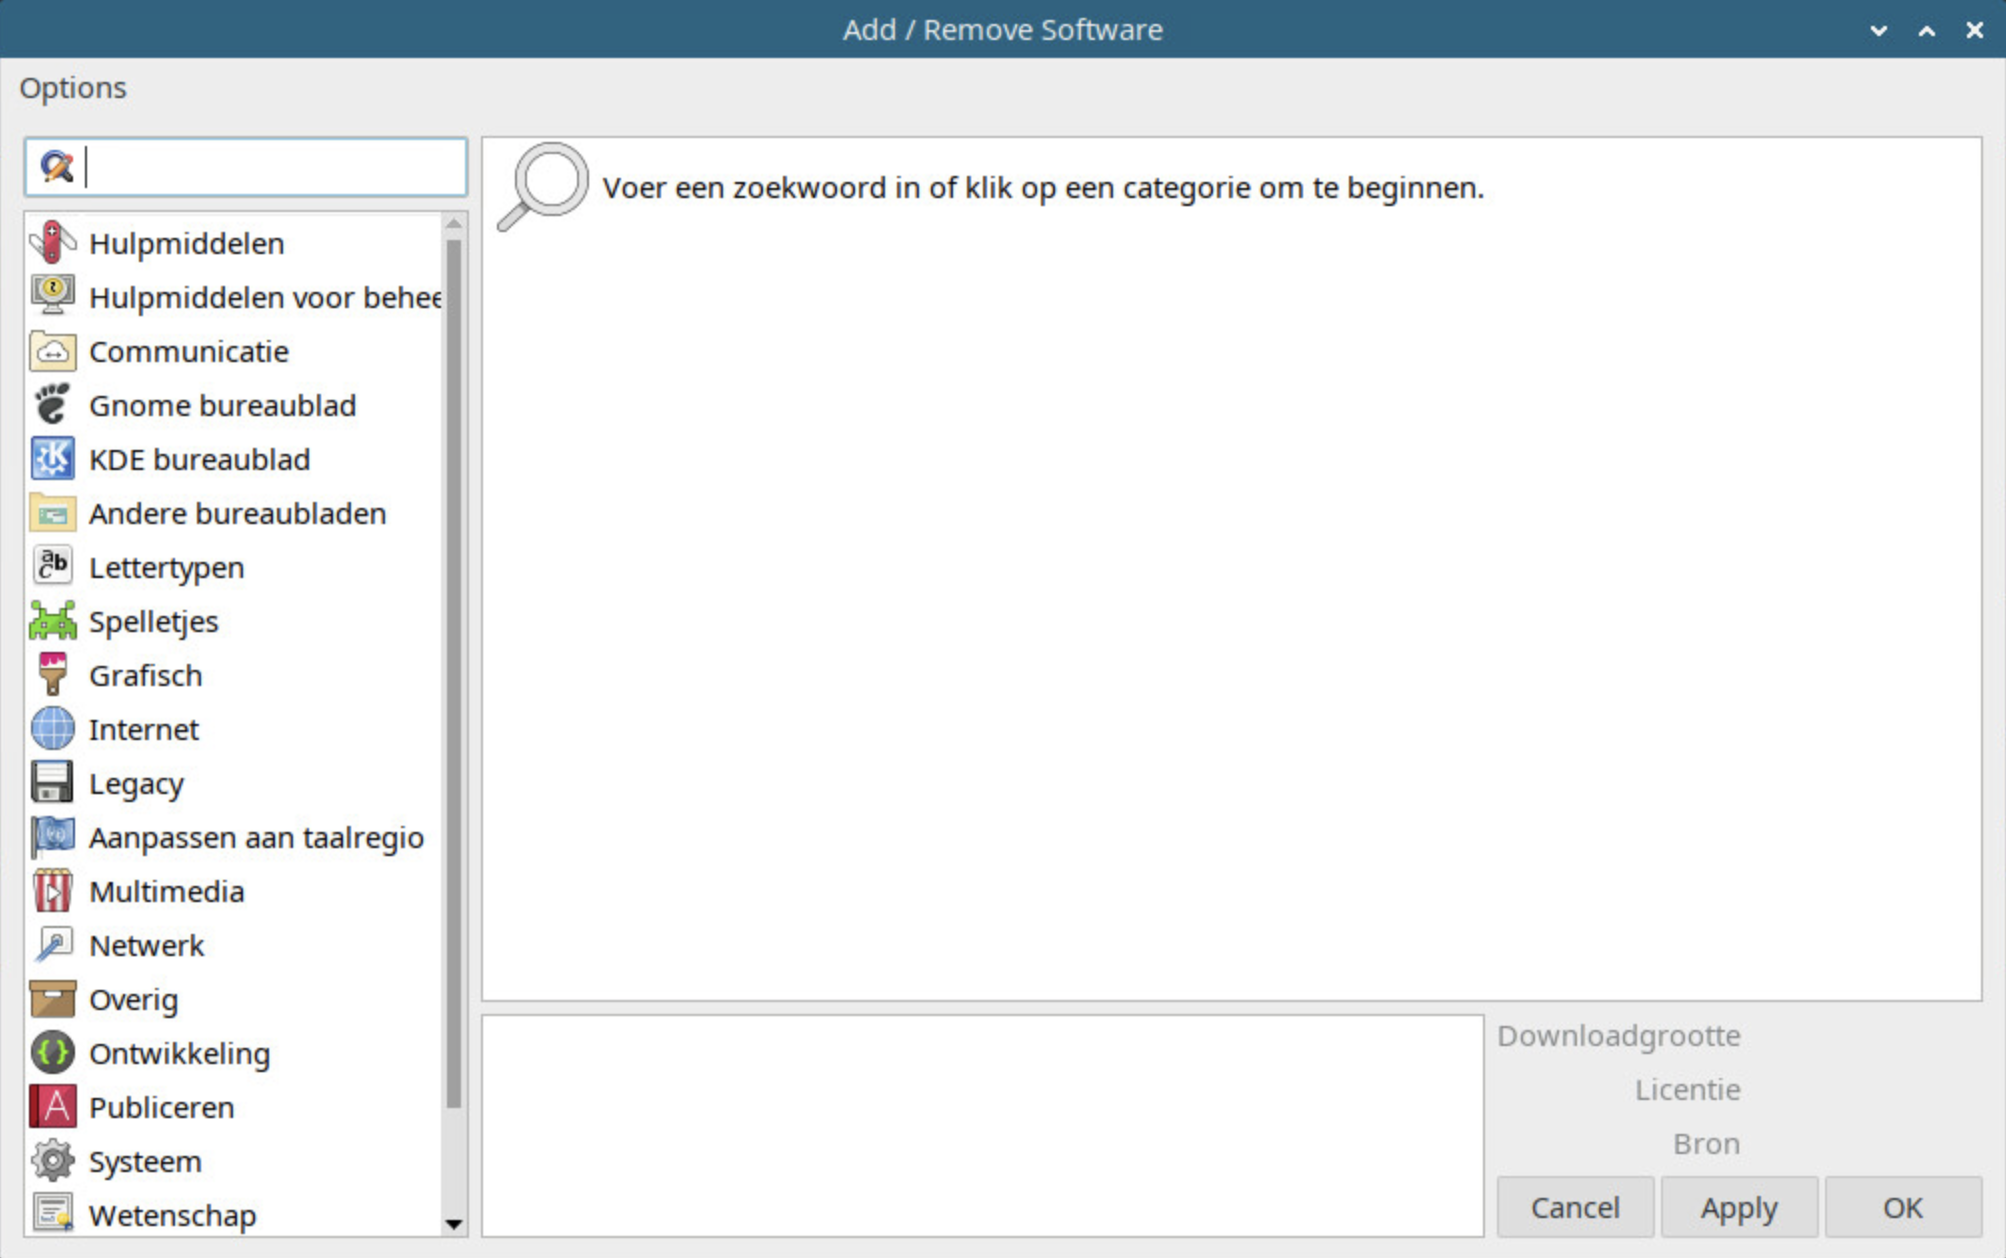 Add / Remove Software
Options
Voer een zoekwoord in of klik op een categorie om te beginnen.
Hulpmiddelen
Hulpmiddelen voor behee
Communicatie
Gnome bureaublad
KDE bureaublad
Andere bureaubladen
Lettertypen
Spelletjes
Grafisch
Internet
Legacy
Aanpassen aan taalregio
Multimedia
Netwerk
Overig
Ontwikkeling
Publiceren
Systeem
Wetenschap
Downloadgrootte
Licentie
Bron
Cancel Apply OK